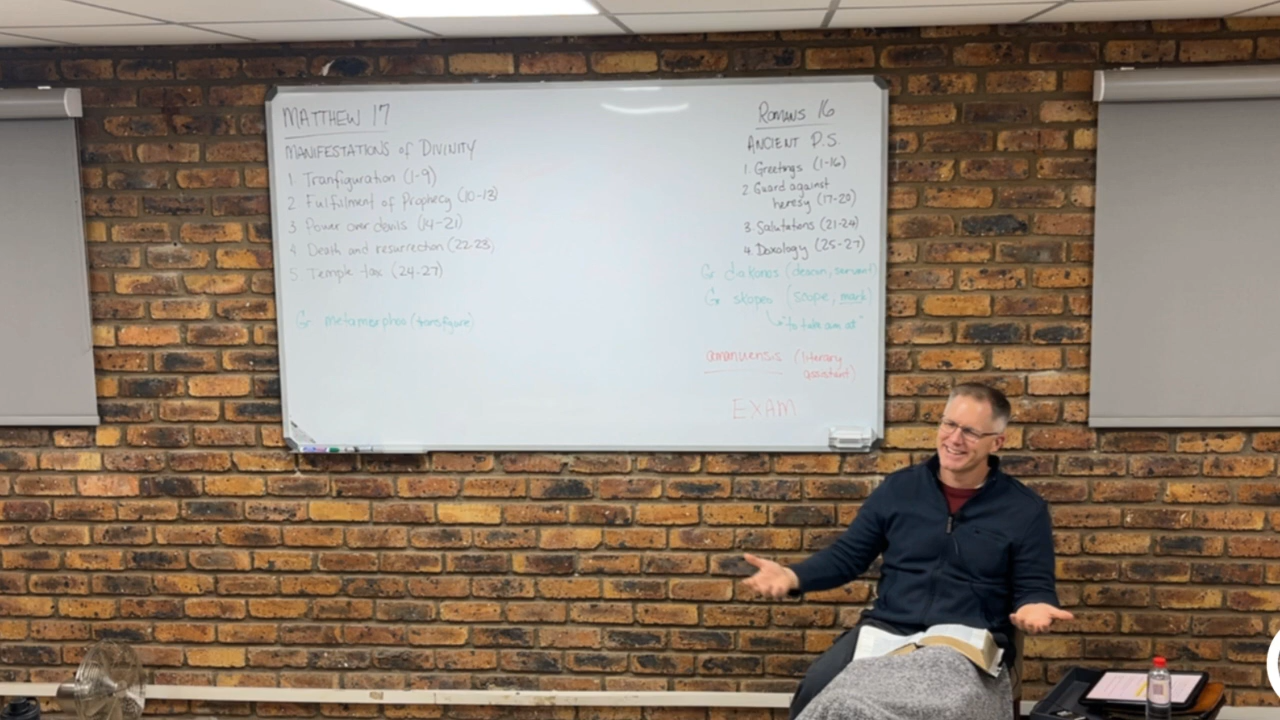 MATTHEW 17
MANIFESTATIONS of DIVINITY
1 Tranfiguration (1-9)
2 Fulfilment of Prophecy (10-13)
3 Power over devils (14-21)
4 Death and resurrection (22-23)
5 Temple tax (24-27)
Gr metamorphoo (transfigure)
Romans 16
ANCIENT P.S.
1. Greetings (1-16)
2. Guard against
heresy (17-20)
3. Salutations (21-24)
4. Doxology (25-27)
Gr diakonos (deacon, servant)
Gr skopeo (scope, mark)
"to take aim at"
amanuensis (literary
assistant)
EXAM